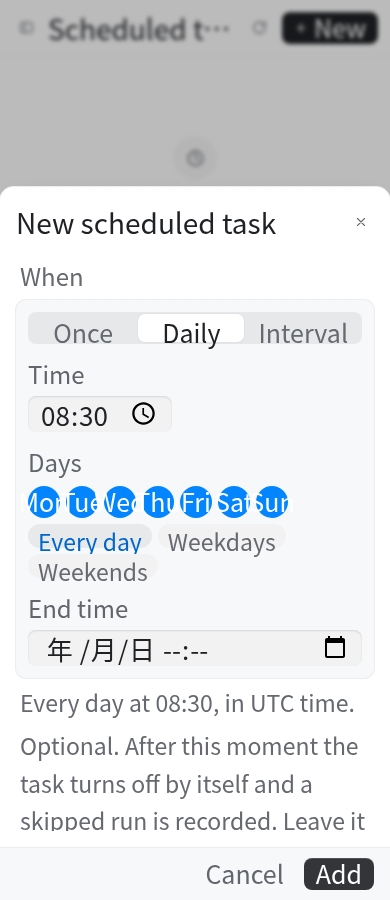 Scheduled t···
+ New
New scheduled task
×
When
Once Daily Interval
Time
08:30
Days
Mon Tue Wed Thu Fri Sat Sun
Every day Weekdays
Weekends
End time
年 /月/日 --:--
Every day at 08:30, in UTC time.
Optional. After this moment the
task turns off by itself and a
skipped run is recorded. Leave it
Cancel Add